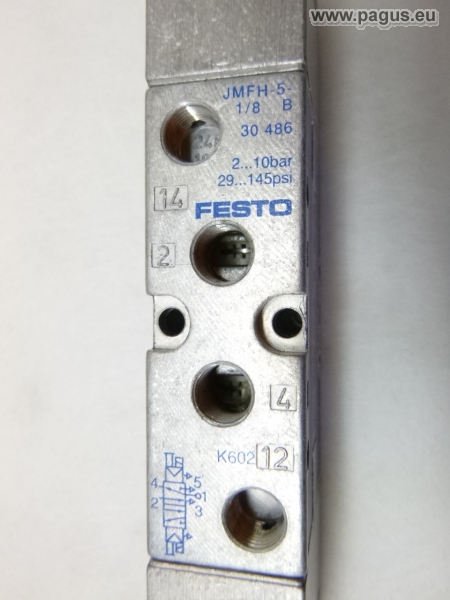 www.pagus.eu
JMFH-5-
1/8 B
30 486
24
2...10bar
29...145psi
14
FESTO
2
4
K602 12
4 5
1
2 3